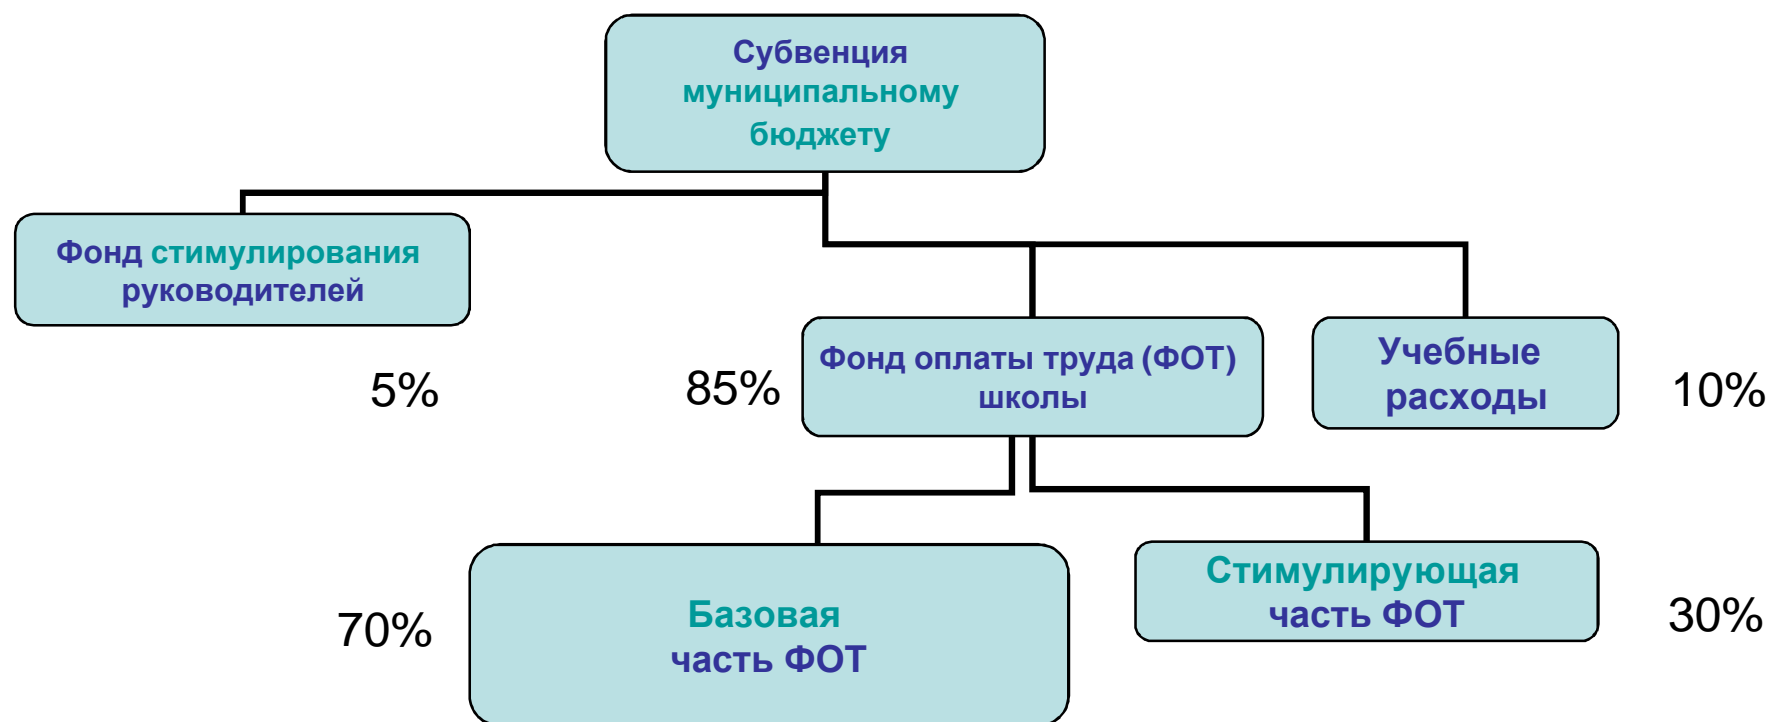 Субвенция
муниципальному
бюджету
Фонд стимулирования
руководителей
5%
85%
Фонд оплаты труда (ФОТ)
школы
Учебные
расходы
10%
70%
Базовая
часть ФОТ
Стимулирующая
часть ФОТ
30%